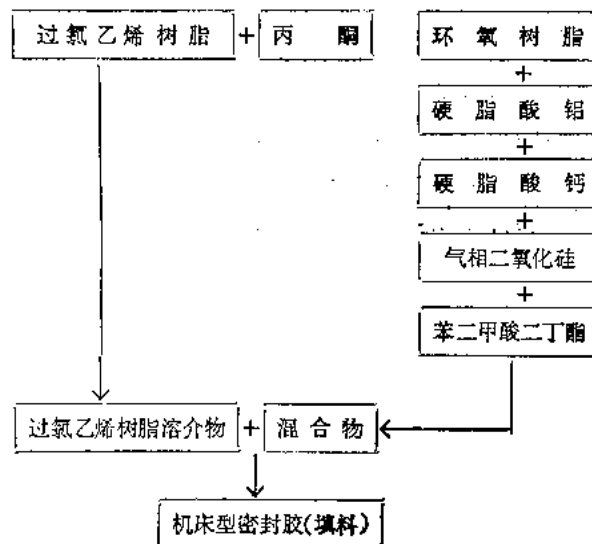 过氯乙烯树脂 + 丙酮
环氧树脂
+
硬脂酸铝
+
硬脂酸钙
+
气相二氧化硅
+
苯二甲酸二丁酯
过氯乙烯树脂溶介物 + 混合物
机床型密封胶(填料)